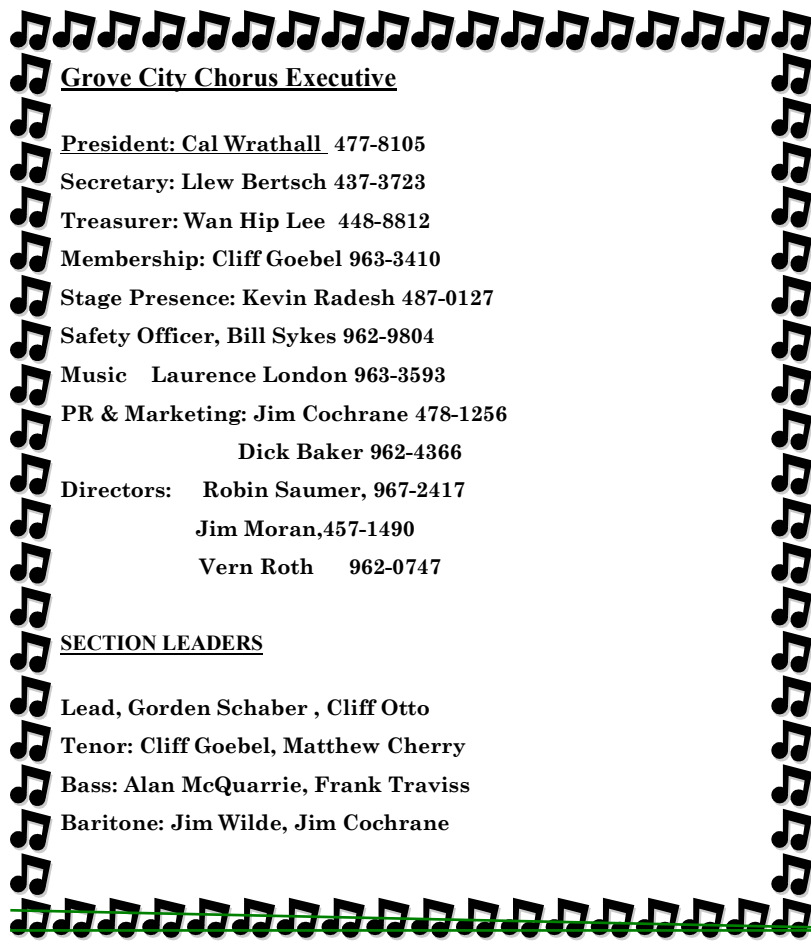 Grove City Chorus Executive
President: Cal Wrathall 477-8105
Secretary: Llew Bertsch 437-3723
Treasurer: Wan Hip Lee 448-8812
Membership: Cliff Goebel 963-3410
Stage Presence: Kevin Radesh 487-0127
Safety Officer, Bill Sykes 962-9804
Music Laurence London 963-3593
PR & Marketing: Jim Cochrane 478-1256
Dick Baker 962-4366
Directors: Robin Saumer, 967-2417
Jim Moran,457-1490
Vern Roth 962-0747
SECTION LEADERS
Lead, Gorden Schaber , Cliff Otto
Tenor: Cliff Goebel, Matthew Cherry
Bass: Alan McQuarrie, Frank Traviss
Baritone: Jim Wilde, Jim Cochrane